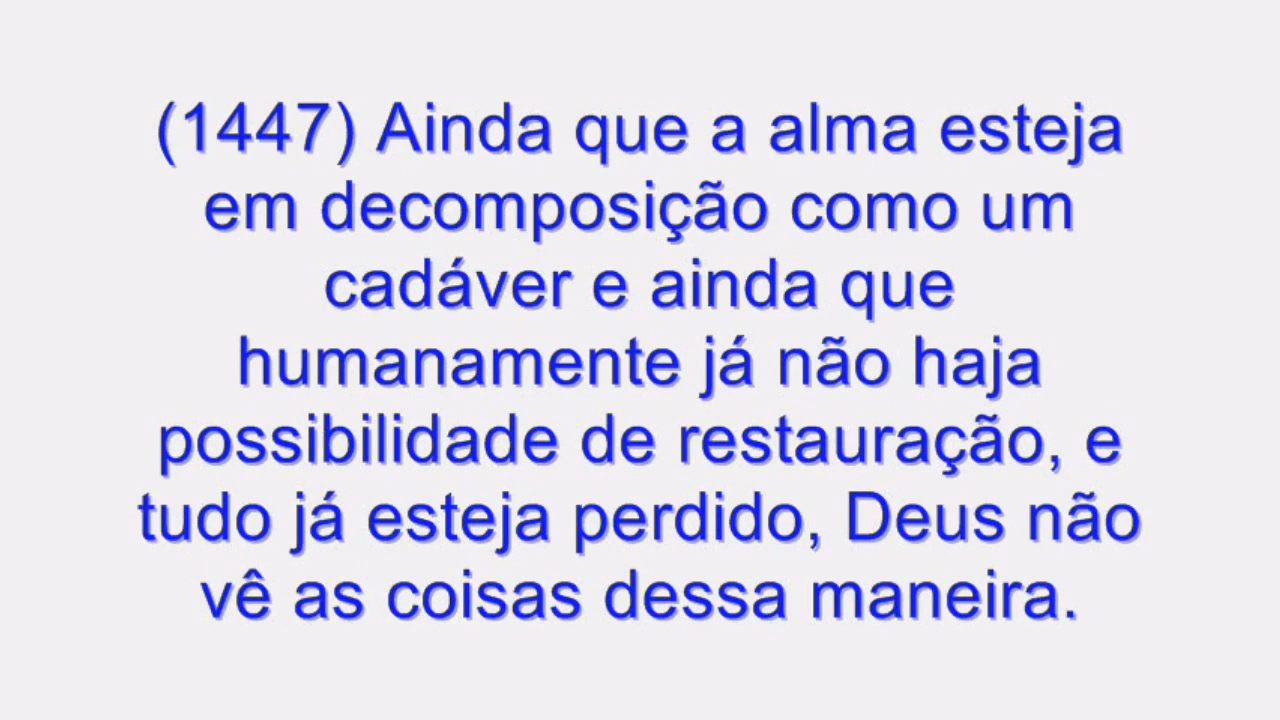 (1447) Ainda que a alma esteja
em decomposição como um
cadáver e ainda que
humanamente já não haja
possibilidade de restauração, e
tudo já esteja perdido, Deus não
vê as coisas dessa maneira.